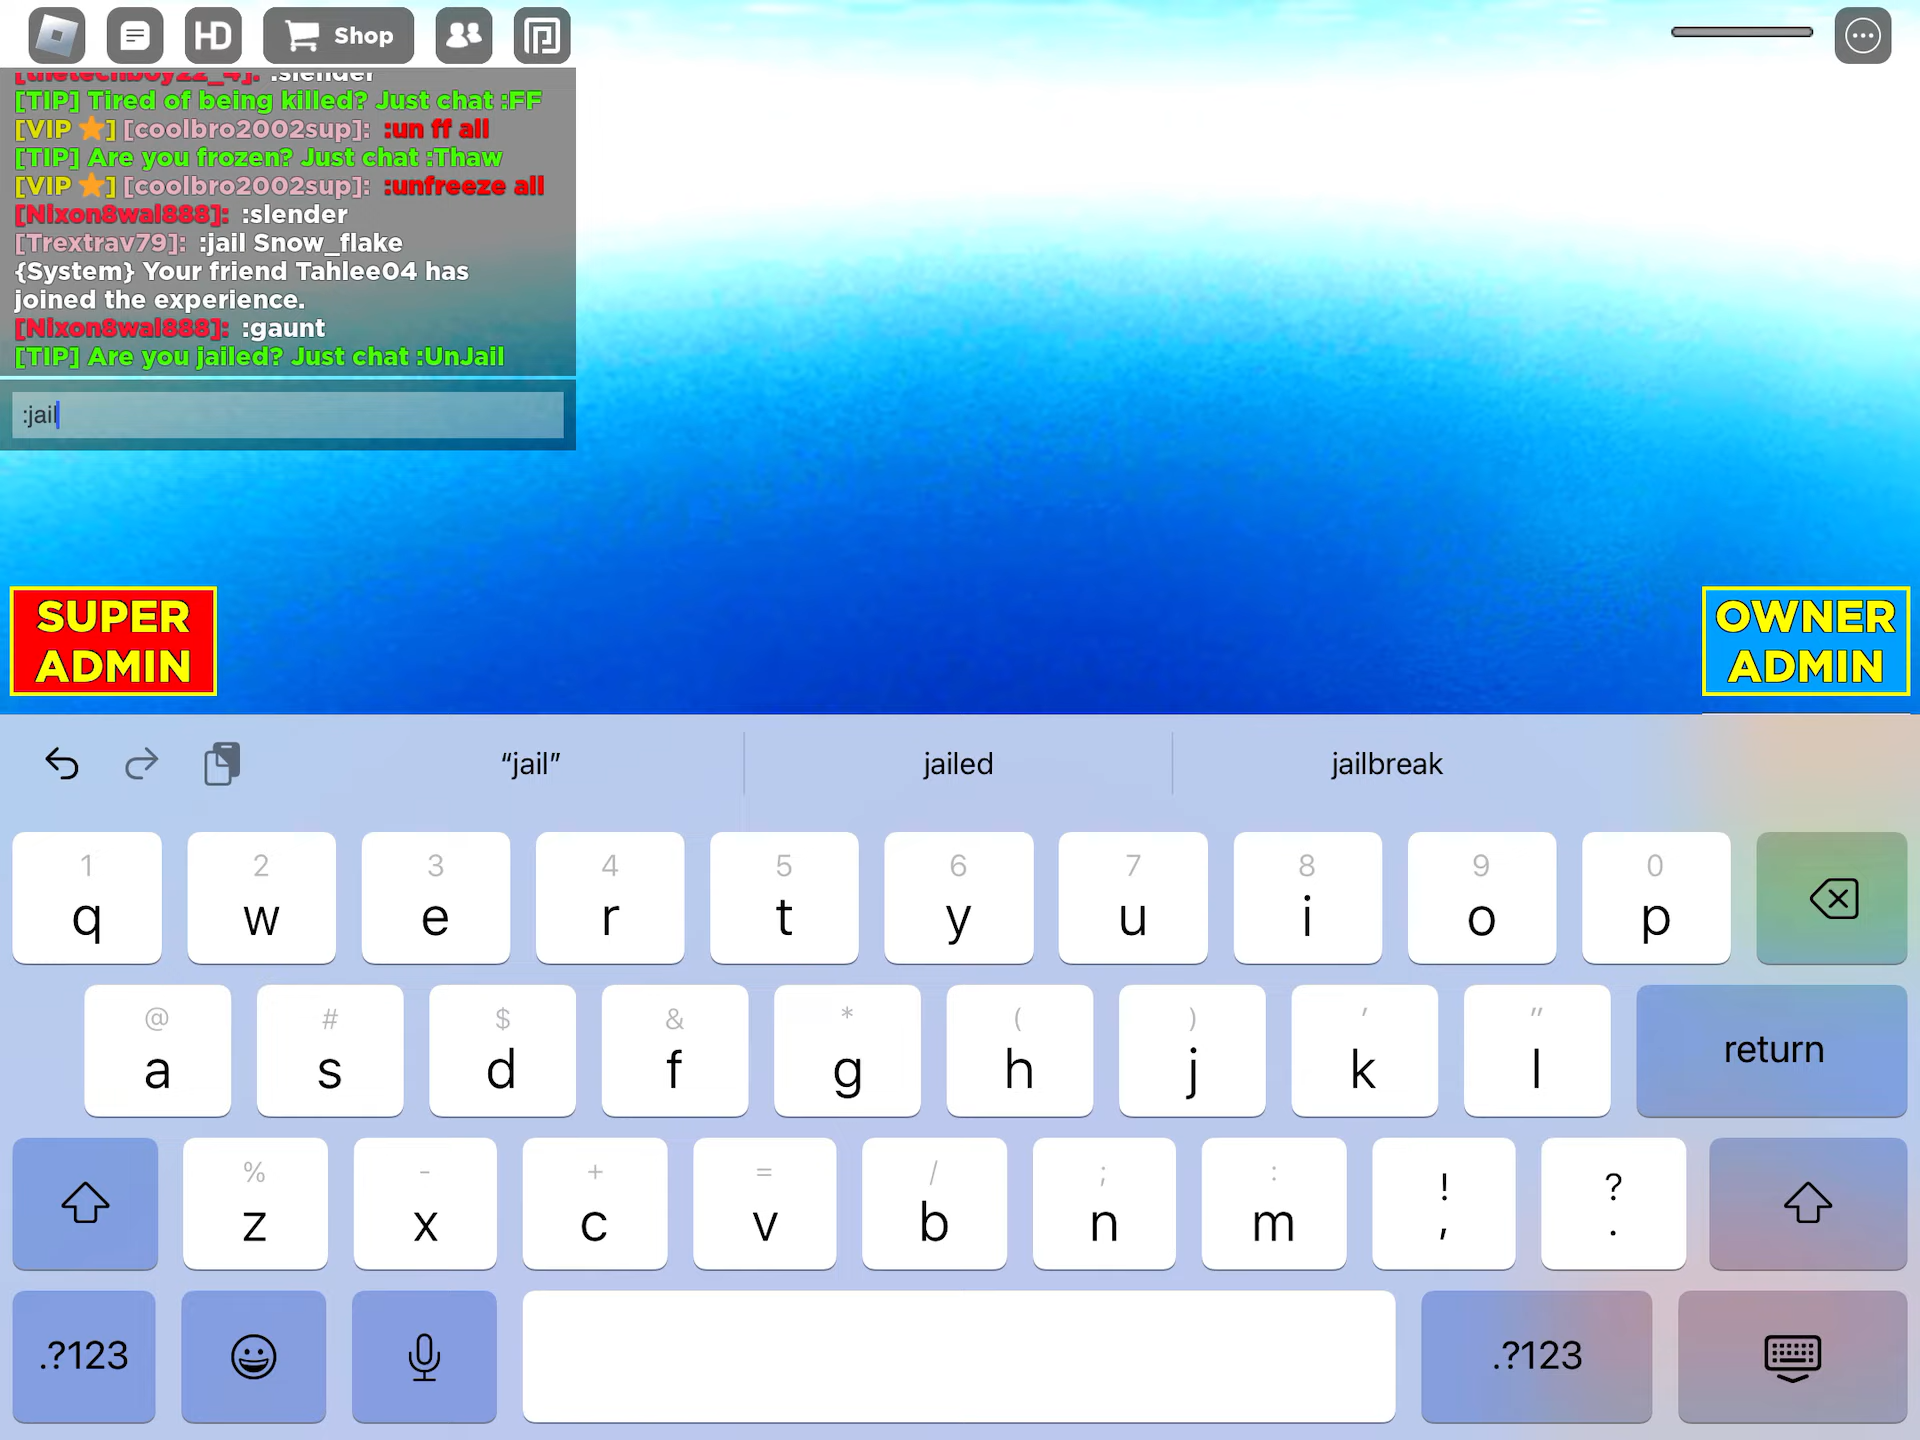 HD
Shop
[thetechboy22_4]: :slender
[TIP] Tired of being killed? Just chat :FF
[VIP ⭐] [coolbro2002sup]: :un ff all
[TIP] Are you frozen? Just chat :Thaw
[VIP ⭐] [coolbro2002sup]: :unfreeze all
[Nixon8wal888]: :slender
[Trextrav79]: :jail Snow_flake
{System} Your friend Tahlee04 has
joined the experience.
[Nixon8wal888]: :gaunt
[TIP] Are you jailed? Just chat :UnJail
:jail
SUPER
ADMIN
OWNER
ADMIN
“jail” jailed jailbreak
1 2 3 4 5 6 7 8 9 0
q w e r t y u i o p
@ # $ & * ( ) ' "
a s d f g h j k l return
% - + = / ; : ! ?
z x c v b n m , .
.?123 .?123